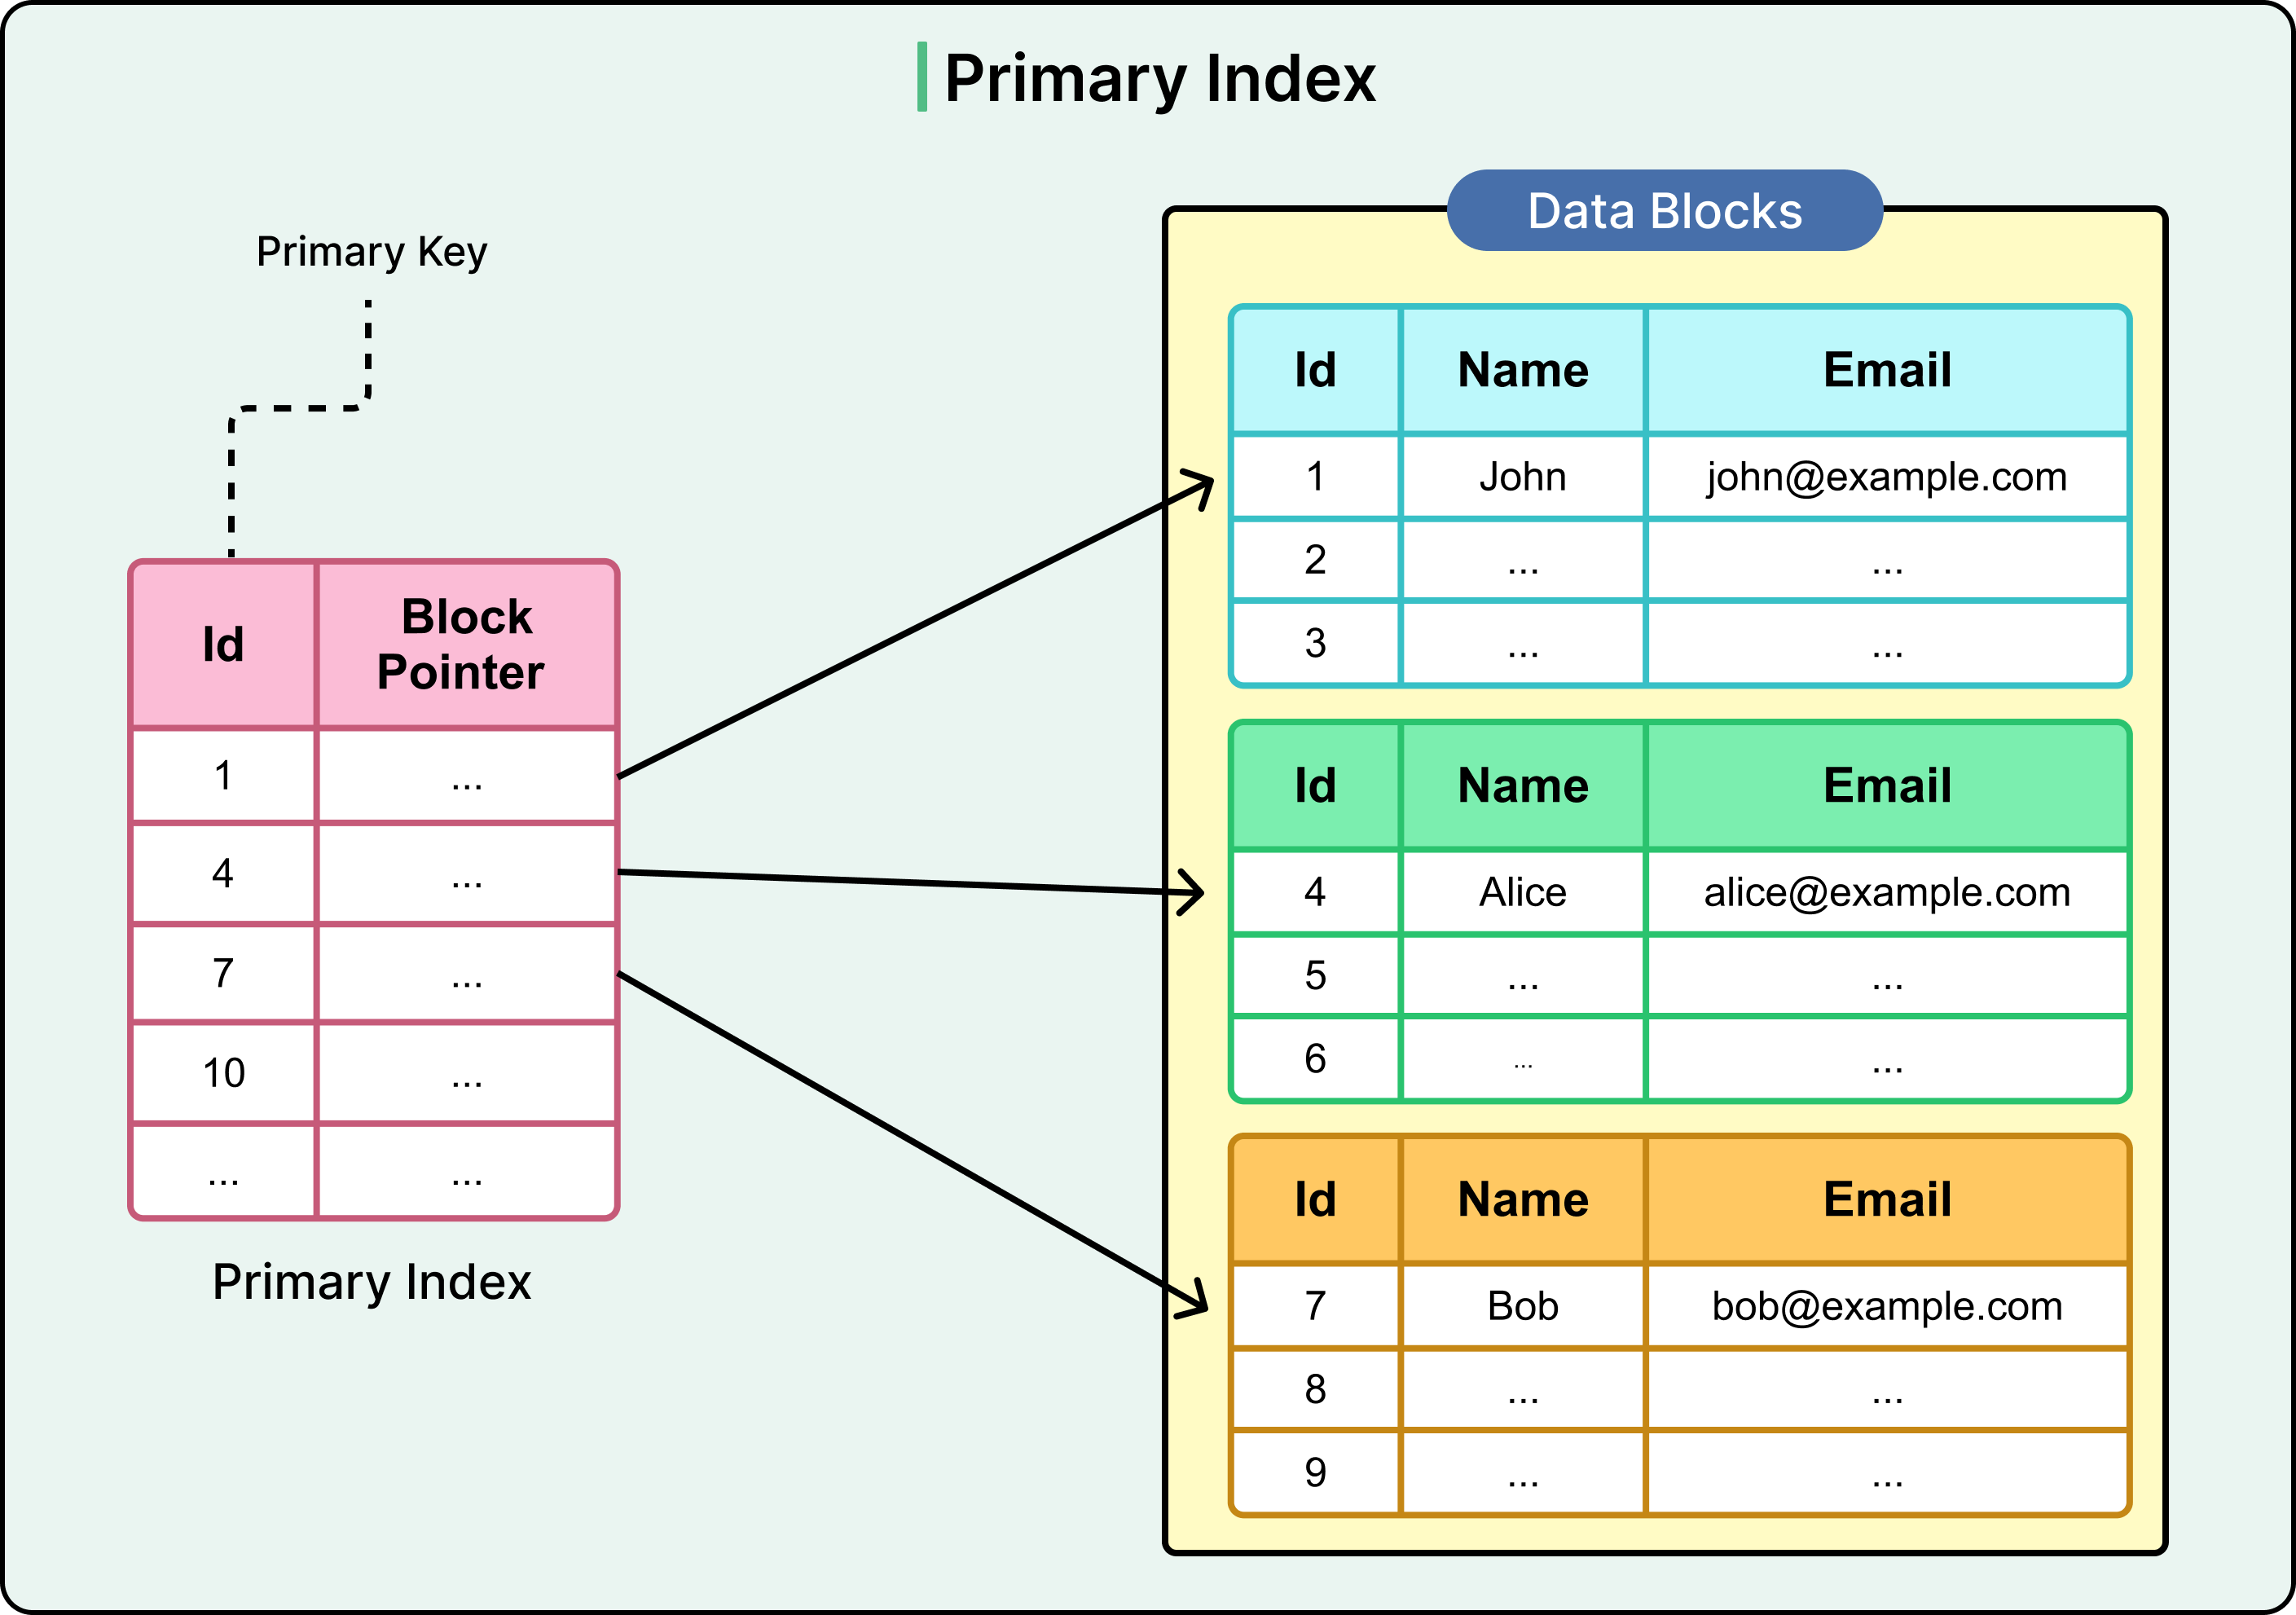 Primary Index
Primary Key
Id Block Pointer
1 ...
4 ...
7 ...
10 ...
... ...
Primary Index
Data Blocks
Id Name Email
1 John john@example.com
2 ... ...
3 ... ...
Id Name Email
4 Alice alice@example.com
5 ... ...
6 ... ...
Id Name Email
7 Bob bob@example.com
8 ... ...
9 ... ...